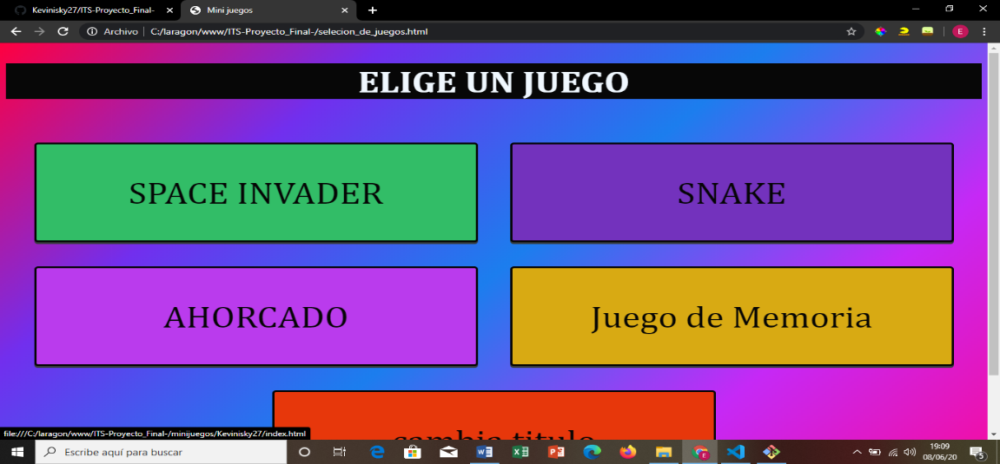 Kevinisky27/ITS-Proyecto_Final-
Mini juegos
Archivo
C:/laragon/www/ITS-Proyecto_Final-/selecion_de_juegos.html
E
ELIGE UN JUEGO
SPACE INVADER
SNAKE
AHORCADO
Juego de Memoria
cambio titulo
file:///C:/laragon/www/ITS-Proyecto_Final-/minijuegos/Kevinisky27/index.html
Escribe aquí para buscar
19:09
08/06/20
5